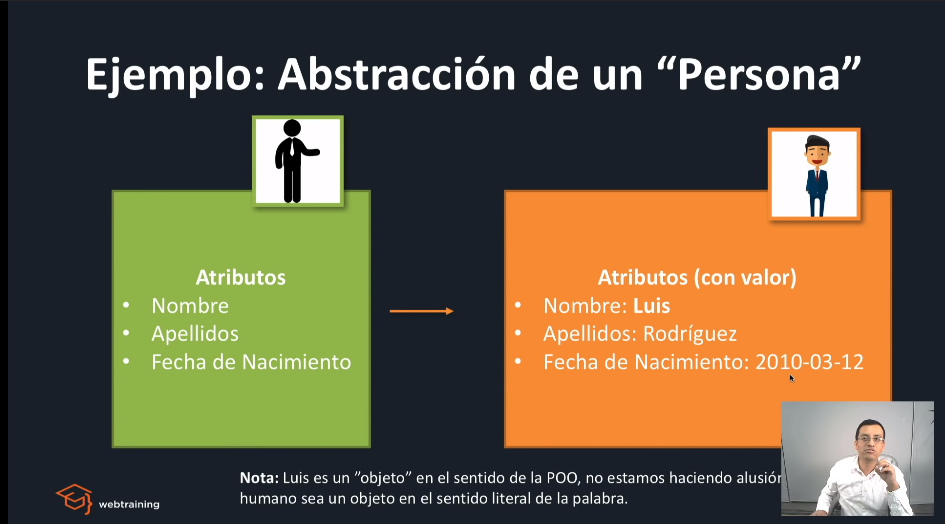 Ejemplo: Abstracción de un “Persona”
Atributos
• Nombre
• Apellidos
• Fecha de Nacimiento
Atributos (con valor)
• Nombre: Luis
• Apellidos: Rodríguez
• Fecha de Nacimiento: 2010-03-12
Nota: Luis es un ”objeto” en el sentido de la POO, no estamos haciendo alusión
humano sea un objeto en el sentido literal de la palabra.
webtraining